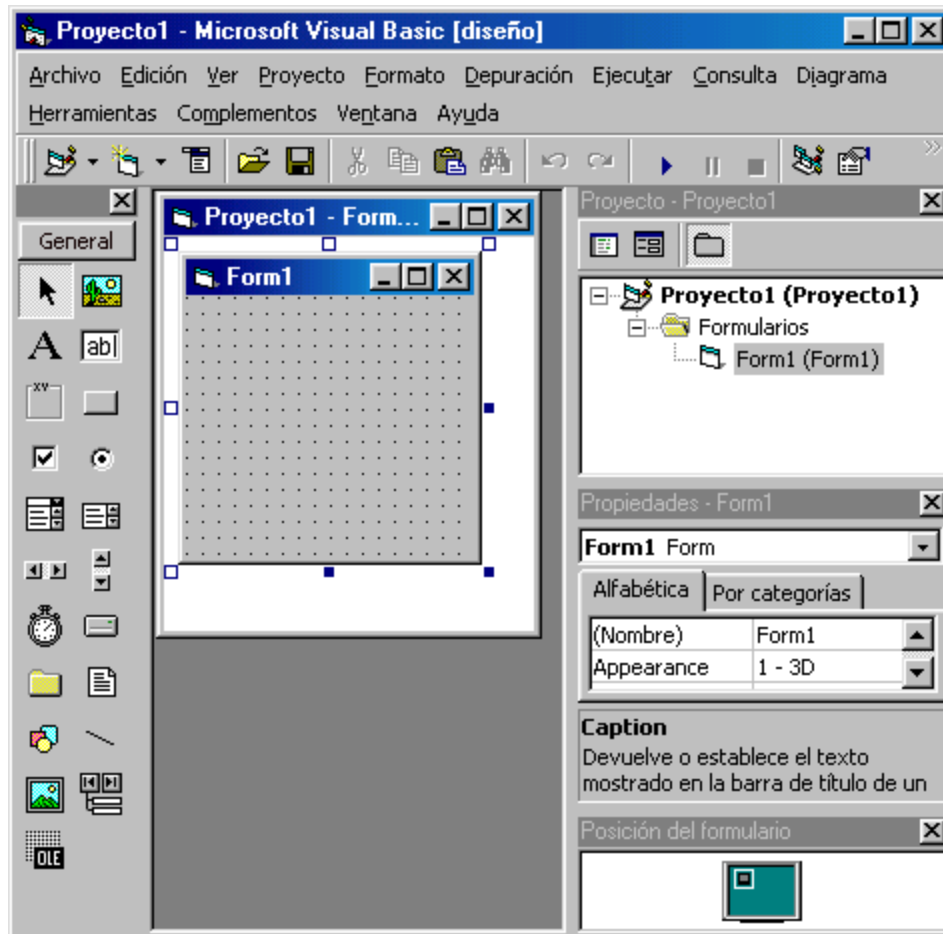 Proyecto1 - Microsoft Visual Basic [diseño]
Archivo Edición Ver Proyecto Formato Depuración Ejecutar Consulta Diagrama
Herramientas Complementos Ventana Ayuda
General
A
ab|
XY
OLE
Proyecto1 - Form...
Form1
Proyecto - Proyecto1
Proyecto1 (Proyecto1)
Formularios
Form1 (Form1)
Propiedades - Form1
Form1 Form
Alfabética Por categorías
(Nombre) Form1
Appearance 1 - 3D
Caption
Devuelve o establece el texto
mostrado en la barra de título de un
Posición del formulario